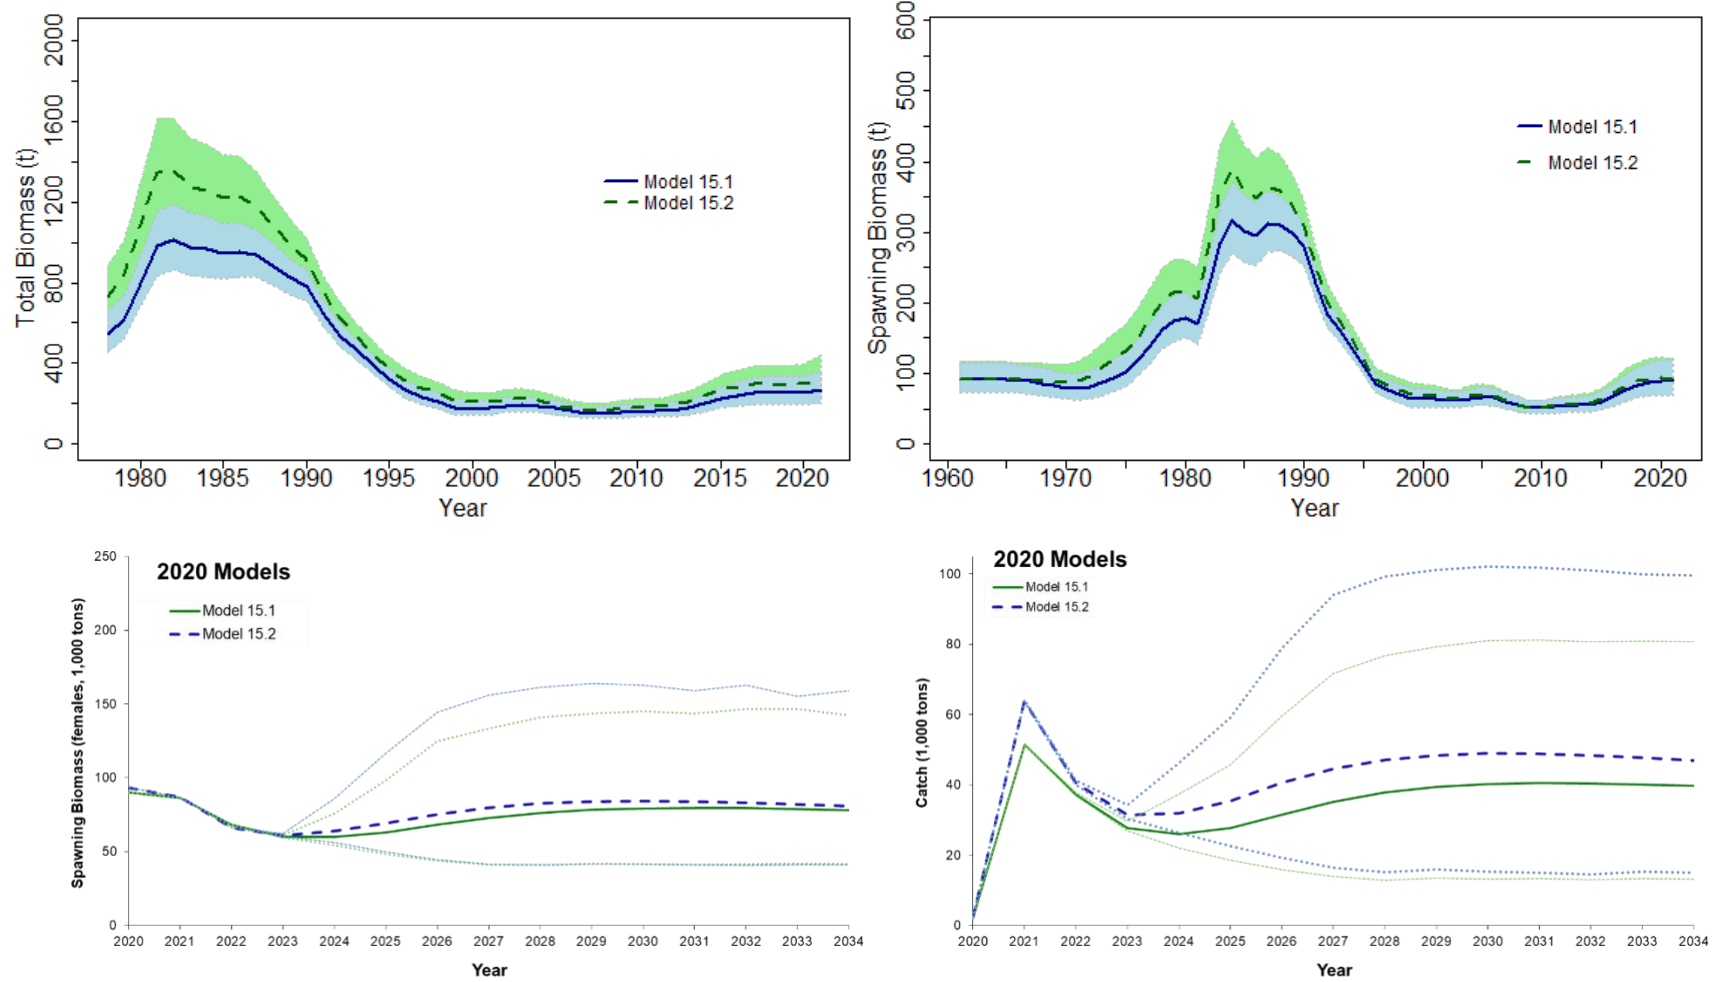 Total Biomass (t)
2000
1600
1200
800
400
0
Model 15.1
Model 15.2
1980 1985 1990 1995 2000 2005 2010 2015 2020
Year
Spawning Biomass (t)
600
500
400
300
200
100
0
Model 15.1
Model 15.2
1960 1970 1980 1990 2000 2010 2020
Year
2020 Models
Model 15.1
Model 15.2
Spawning Biomass (females, 1,000 tons)
250
200
150
100
50
0
2020 2021 2022 2023 2024 2025 2026 2027 2028 2029 2030 2031 2032 2033 2034
Year
2020 Models
Model 15.1
Model 15.2
Catch (1,000 tons)
100
80
60
40
20
0
2020 2021 2022 2023 2024 2025 2026 2027 2028 2029 2030 2031 2032 2033 2034
Year